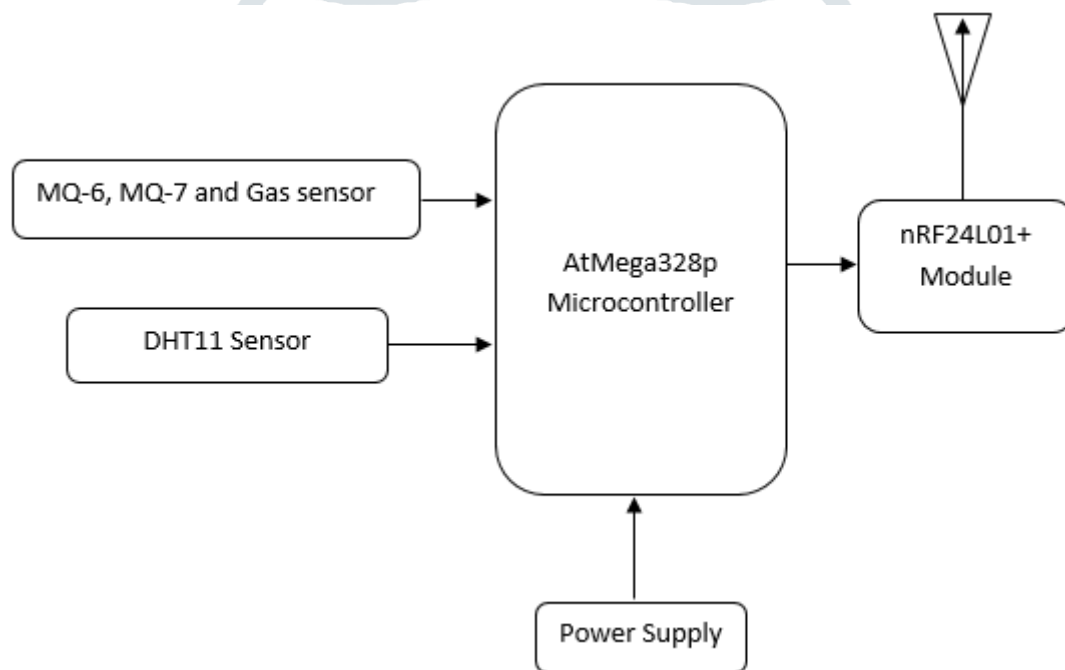 MQ-6, MQ-7 and Gas sensor
DHT11 Sensor
AtMega328p
Microcontroller
nRF24L01+
Module
Power Supply